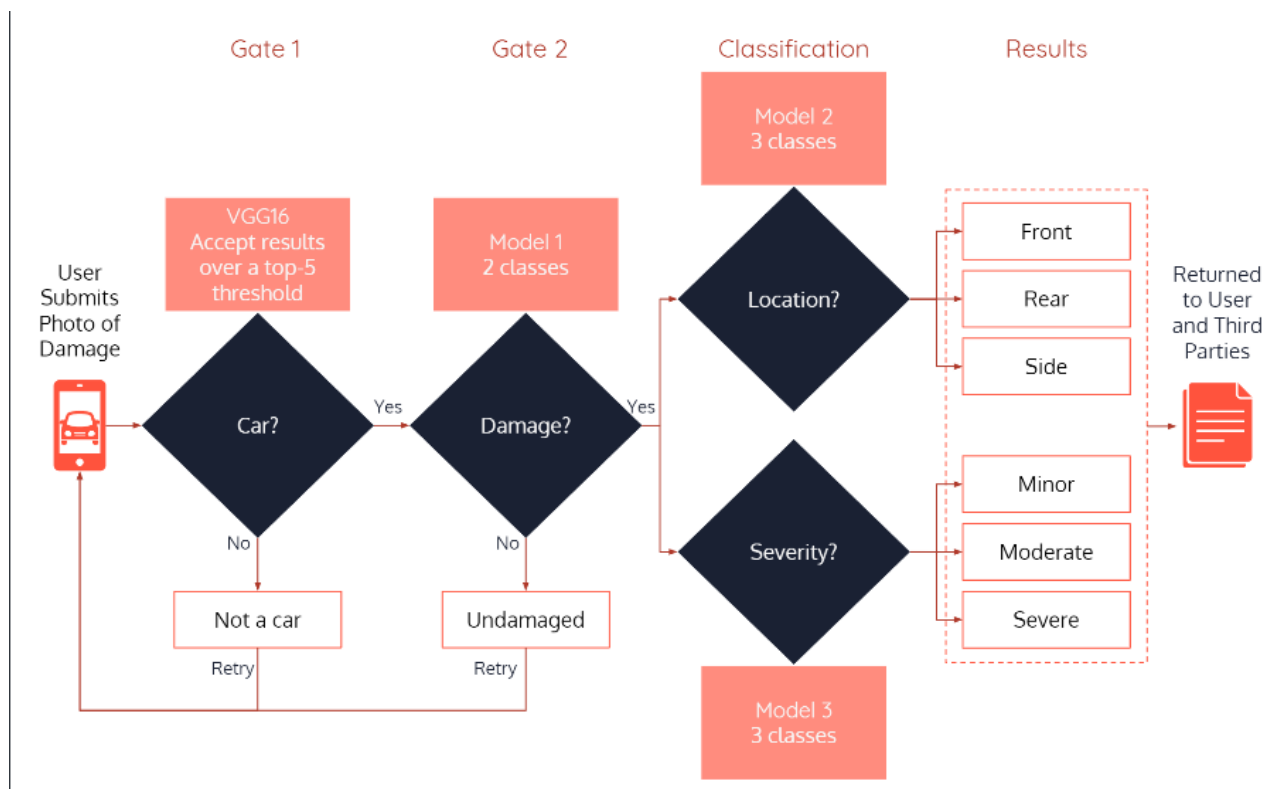 Gate 1
Gate 2
Classification
Results
User
Submits
Photo of
Damage
VGG16
Accept results
over a top-5
threshold
Car?
Yes
No
Not a car
Retry
Model 1
2 classes
Damage?
Yes
No
Undamaged
Retry
Model 2
3 classes
Location?
Severity?
Model 3
3 classes
Front
Rear
Side
Minor
Moderate
Severe
Returned
to User
and Third
Parties